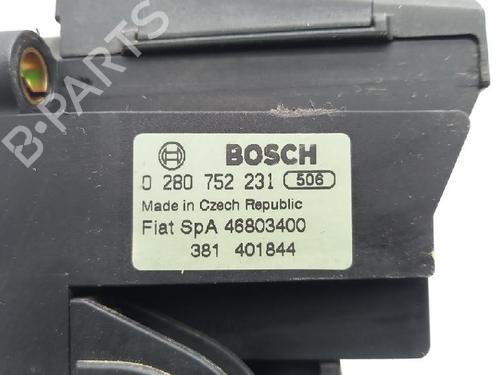 B-PARTS
BOSCH
0 280 752 231 506
Made in Czech Republic
Fiat SpA 46803400
381 401844